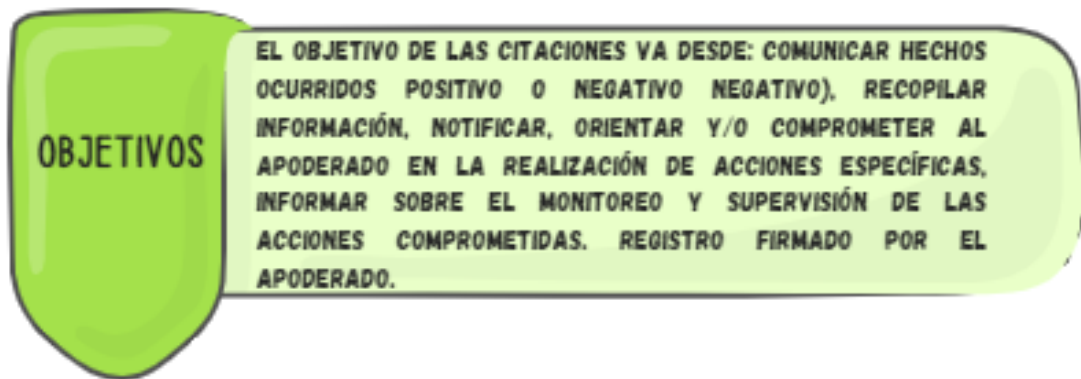 OBJETIVOS
EL OBJETIVO DE LAS CITACIONES VA DESDE: COMUNICAR HECHOS
OCURRIDOS POSITIVO O NEGATIVO NEGATIVO), RECOPILAR
INFORMACIÓN, NOTIFICAR, ORIENTAR Y/O COMPROMETER AL
APODERADO EN LA REALIZACIÓN DE ACCIONES ESPECÍFICAS,
INFORMAR SOBRE EL MONITOREO Y SUPERVISIÓN DE LAS
ACCIONES COMPROMETIDAS. REGISTRO FIRMADO POR EL
APODERADO.